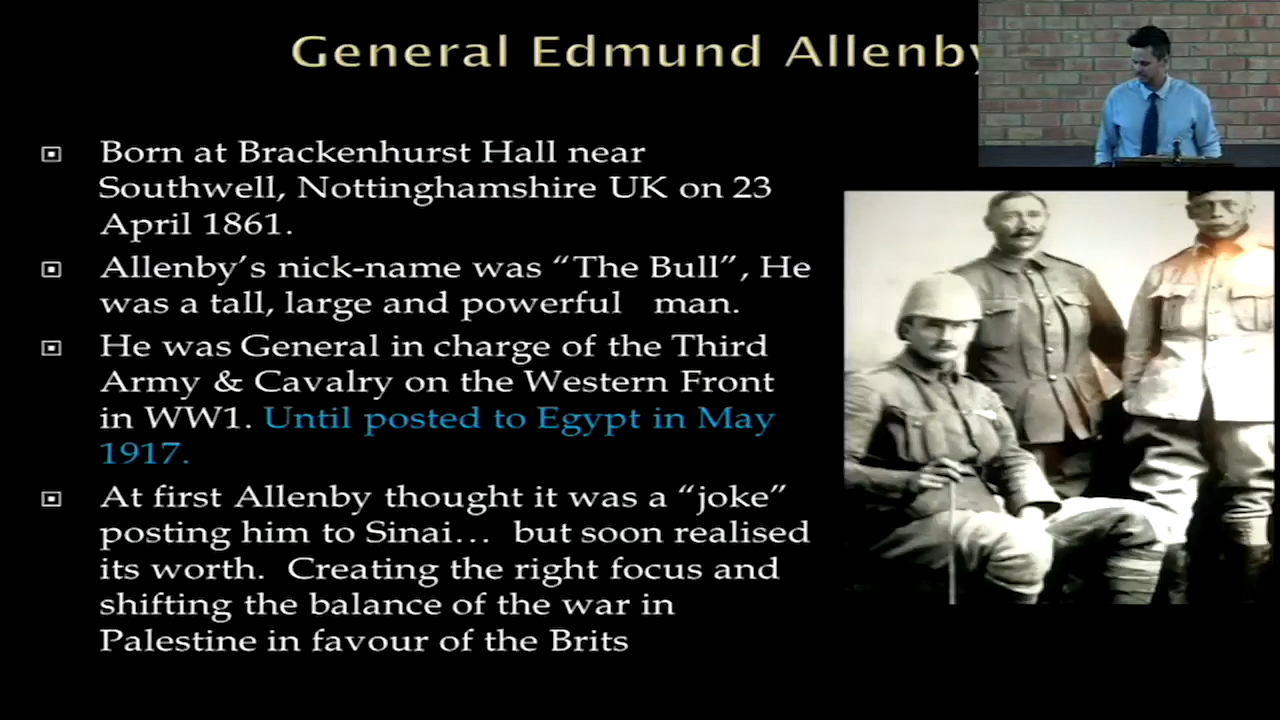 General Edmund Allenby
Born at Brackenhurst Hall near
Southwell, Nottinghamshire UK on 23
April 1861.
Allenby’s nick-name was “The Bull”, He
was a tall, large and powerful man.
He was General in charge of the Third
Army & Cavalry on the Western Front
in WW1. Until posted to Egypt in May
1917.
At first Allenby thought it was a “joke”
posting him to Sinai… but soon realised
its worth. Creating the right focus and
shifting the balance of the war in
Palestine in favour of the Brits